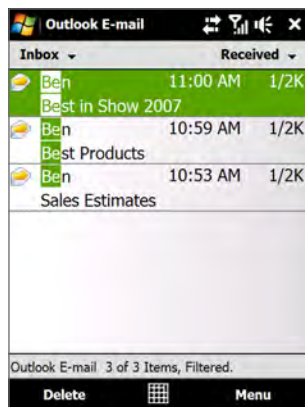 Outlook E-mail
Inbox Received
Ben 11:00 AM 1/2K
Best in Show 2007
Ben 10:59 AM 1/2K
Best Products
Ben 10:53 AM 1/2K
Sales Estimates
Outlook E-mail 3 of 3 Items, Filtered.
Delete Menu